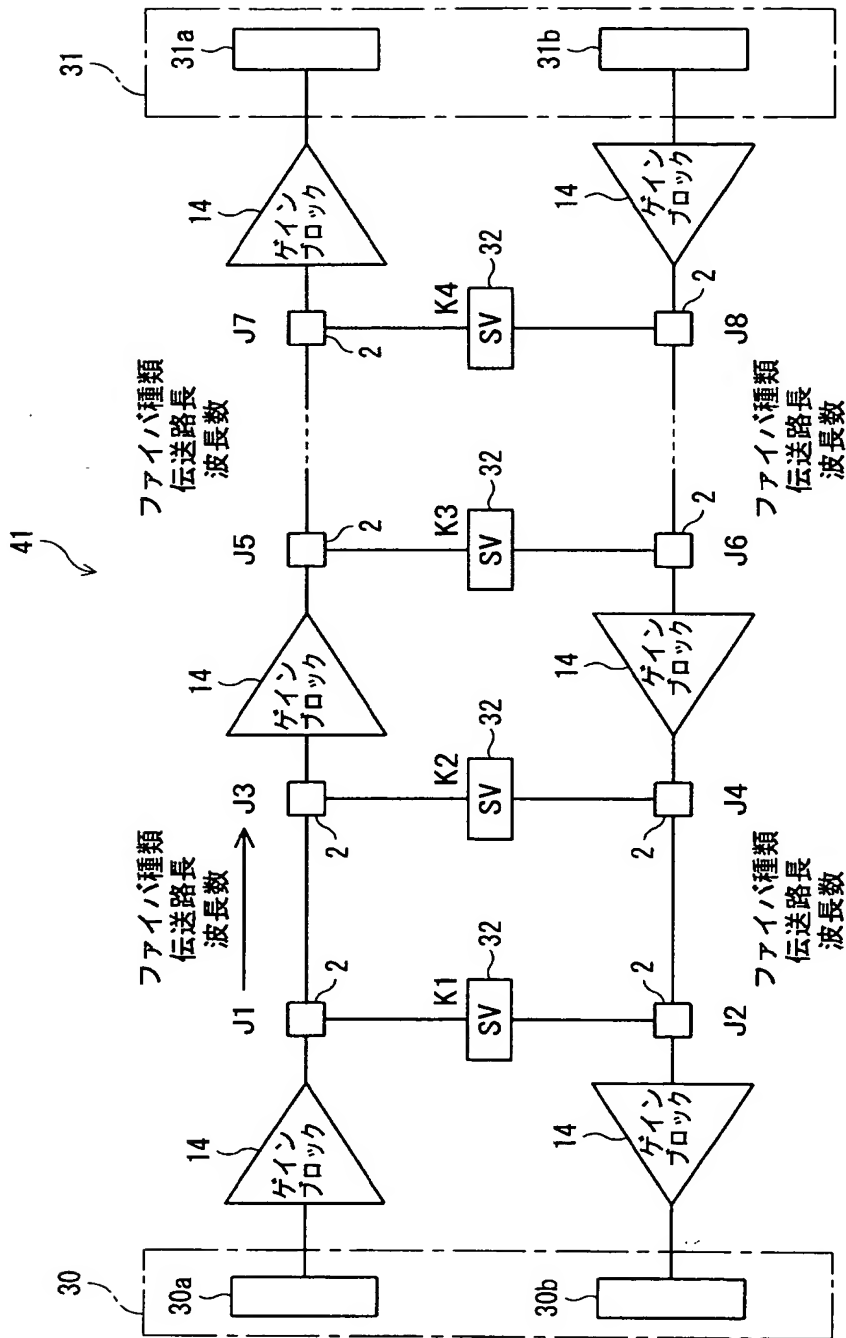 41
30
30a
30b
31
31a
31b
ファイバ種類
伝送路長
波長数
ファイバ種類
伝送路長
波長数
14
ゲイン
ブロック
J1
2
J3
2
14
ゲイン
ブロック
J5
2
J7
2
14
ゲイン
ブロック
K1
32
SV
K2
32
SV
K3
32
SV
K4
32
SV
14
ゲイン
ブロック
2
J2
2
J4
14
ゲイン
ブロック
2
J6
2
J8
14
ゲイン
ブロック
ファイバ種類
伝送路長
波長数
ファイバ種類
伝送路長
波長数